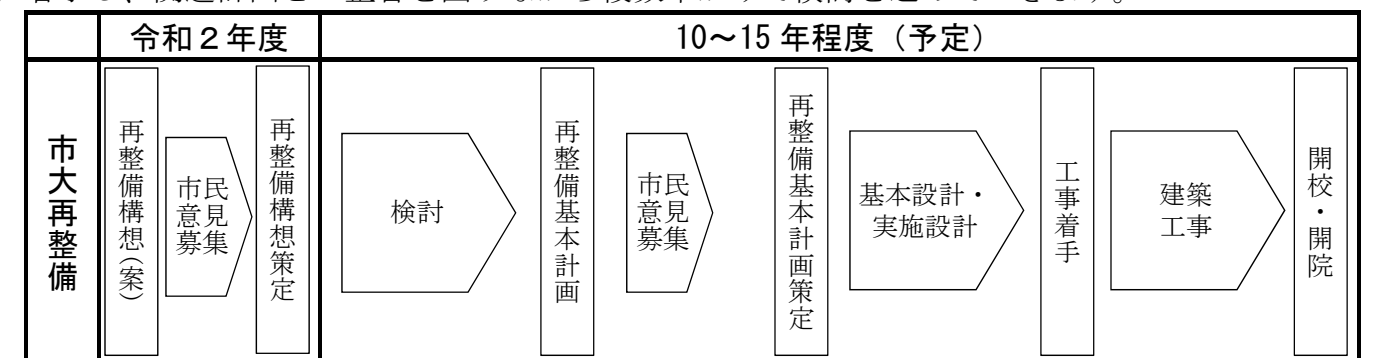 令和２年度
10～15 年程度（予定）
市大再整備
再整備構想（案）
市民
意見
募集
再整備構想策定
検討
再整備基本計画
市民
意見
募集
再整備基本計画策定
基本設計・
実施設計
工事着手
建築
工事
開校・開院